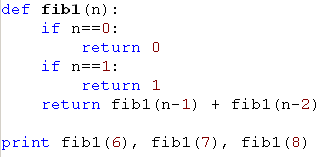 def fib1(n):
    if n==0:
        return 0
    if n==1:
        return 1
    return fib1(n-1) + fib1(n-2)
print fib1(6), fib1(7), fib1(8)